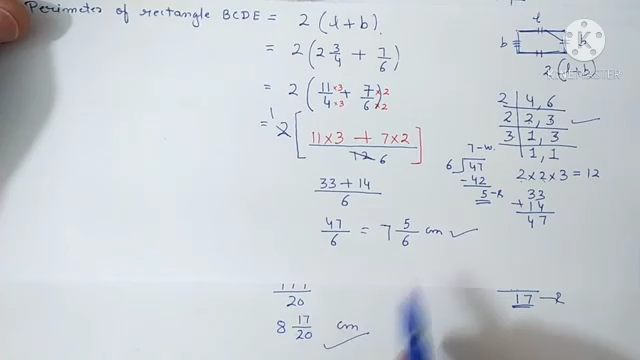 Perimeter of rectangle BCDE = 2 (l+b).
= 2 (2 3/4 + 7/6)
= 2 (11/4 ×3/×3 + 7/6 ×2/×2)
= 1 2 [ 11×3 + 7×2 / 12 6 ]
33+14 / 6
47/6 = 7 5/6 cm ✓
111/20
8 17/20 cm ✓
l
b b
2 (l+b)
K
KINEMASTER
2 | 4, 6
2 | 2, 3 ✓
3 | 1, 3
1, 1
2×2×3=12
7-W.
6 ) 47
-42
5-R
33
+14
47
17-R